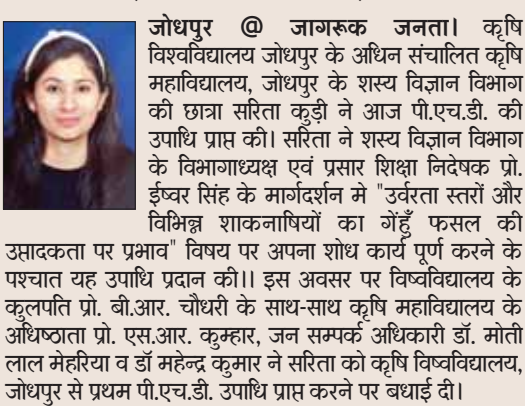 जोधपुर @ जागरूक जनता। कृषि
विश्वविद्यालय जोधपुर के अधिन संचालित कृषि
महाविद्यालय, जोधपुर के शस्य विज्ञान विभाग
की छात्रा सरिता कुड़ी ने आज पी.एच.डी. की
उपाधि प्राप्त की। सरिता ने शस्य विज्ञान विभाग
के विभागाध्यक्ष एवं प्रसार शिक्षा निदेषक प्रो.
ईष्वर सिंह के मार्गदर्शन मे "उर्वरता स्तरों और
विभिन्न शाकनाषियों का गेंहूँ फसल की
उप्तादकता पर प्रभाव" विषय पर अपना शोध कार्य पूर्ण करने के
पश्चात यह उपाधि प्रदान की।। इस अवसर पर विष्वविद्यालय के
कुलपति प्रो. बी.आर. चौधरी के साथ-साथ कृषि महाविद्यालय के
अधिष्ठाता प्रो. एस.आर. कुम्हार, जन सम्पर्क अधिकारी डॉ. मोती
लाल मेहरिया व डॉ महेन्द्र कुमार ने सरिता को कृषि विष्वविद्यालय,
जोधपुर से प्रथम पी.एच.डी. उपाधि प्राप्त करने पर बधाई दी।